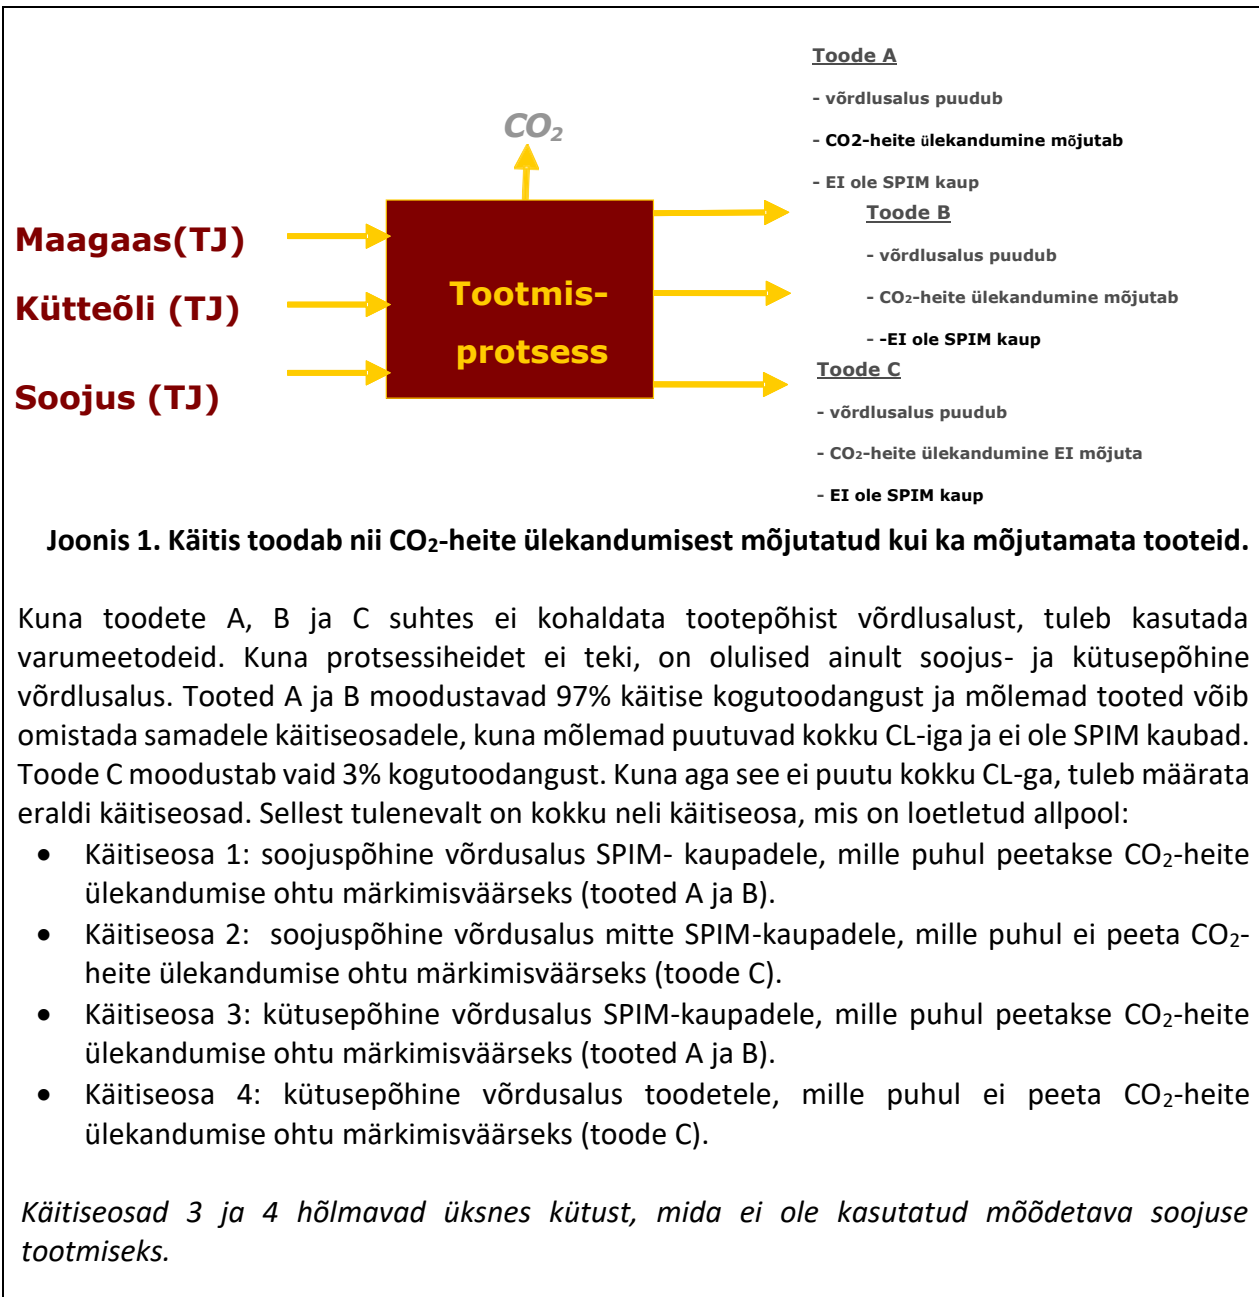 Toode A
- võrdlusalus puudub
- CO2-heite ülekandumine mõjutab
- EI ole SPIM kaup
CO₂
Maagaas(TJ)
Kütteõli (TJ)
Soojus (TJ)
Tootmis-
protsess
Toode B
- võrdlusalus puudub
- CO₂-heite ülekandumine mõjutab
- -EI ole SPIM kaup
Toode C
- võrdlusalus puudub
- CO₂-heite ülekandumine EI mõjuta
- EI ole SPIM kaup
Joonis 1. Käitis toodab nii CO₂-heite ülekandumisest mõjutatud kui ka mõjutamata tooteid.
Kuna toodete A, B ja C suhtes ei kohaldata tootepõhist võrdlusalust, tuleb kasutada
varumeetodeid. Kuna protsessiheidet ei teki, on olulised ainult soojus- ja kütusepõhine
võrdlusalus. Tooted A ja B moodustavad 97% käitise kogutoodangust ja mõlemad tooted võib
omistada samadele käitiseosadele, kuna mõlemad puutuvad kokku CL-iga ja ei ole SPIM kaubad.
Toode C moodustab vaid 3% kogutoodangust. Kuna aga see ei puutu kokku CL-ga, tuleb määrata
eraldi käitiseosad. Sellest tulenevalt on kokku neli käitiseosa, mis on loetletud allpool:
• Käitiseosa 1: soojuspõhine võrdusalus SPIM- kaupadele, mille puhul peetakse CO₂-heite
ülekandumise ohtu märkimisväärseks (tooted A ja B).
• Käitiseosa 2: soojuspõhine võrdusalus mitte SPIM-kaupadele, mille puhul ei peeta CO₂-
heite ülekandumise ohtu märkimisväärseks (toode C).
• Käitiseosa 3: kütusepõhine võrdusalus SPIM-kaupadele, mille puhul peetakse CO₂-heite
ülekandumise ohtu märkimisväärseks (tooted A ja B).
• Käitiseosa 4: kütusepõhine võrdusalus toodetele, mille puhul ei peeta CO₂-heite
ülekandumise ohtu märkimisväärseks (toode C).
Käitiseosad 3 ja 4 hõlmavad üksnes kütust, mida ei ole kasutatud mõõdetava soojuse
tootmiseks.